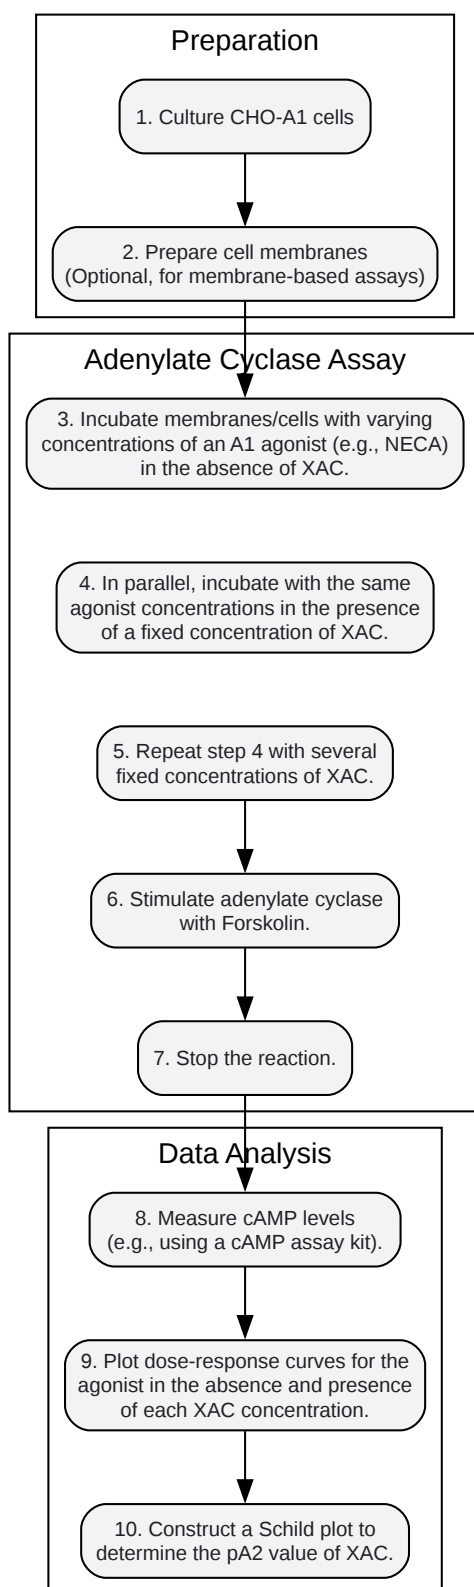 Preparation
1. Culture CHO-A1 cells
2. Prepare cell membranes
(Optional, for membrane-based assays)
Adenylate Cyclase Assay
3. Incubate membranes/cells with varying
concentrations of an A1 agonist (e.g., NECA)
in the absence of XAC.
4. In parallel, incubate with the same
agonist concentrations in the presence
of a fixed concentration of XAC.
5. Repeat step 4 with several
fixed concentrations of XAC.
6. Stimulate adenylate cyclase
with Forskolin.
7. Stop the reaction.
Data Analysis
8. Measure cAMP levels
(e.g., using a cAMP assay kit).
9. Plot dose-response curves for the
agonist in the absence and presence
of each XAC concentration.
10. Construct a Schild plot to
determine the pA2 value of XAC.